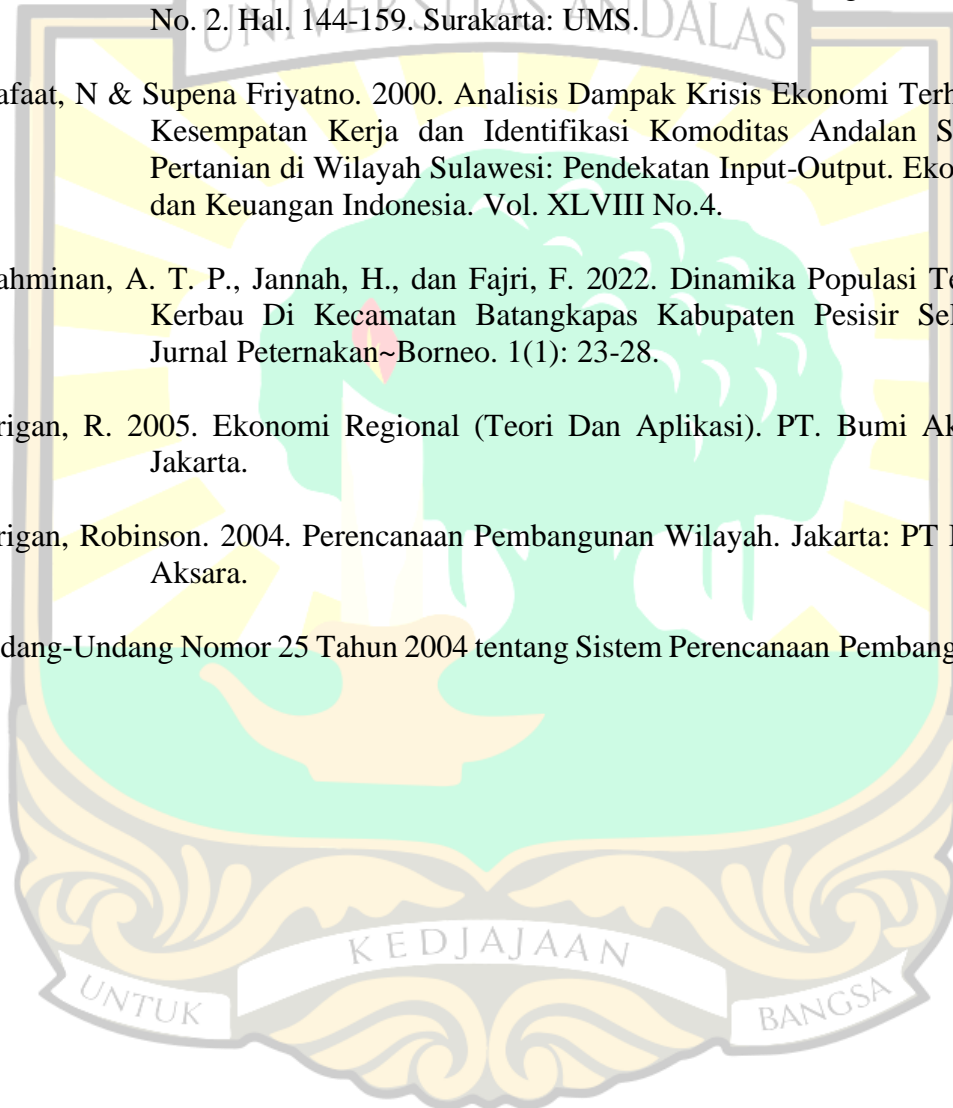 No. 2. Hal. 144-159. Surakarta: UMS.
UNIVERSITAS ANDALAS
afaat, N & Supena Friyatno. 2000. Analisis Dampak Krisis Ekonomi Terh
Kesempatan Kerja dan Identifikasi Komoditas Andalan S
Pertanian di Wilayah Sulawesi: Pendekatan Input-Output. Eko
dan Keuangan Indonesia. Vol. XLVIII No.4.
ahminan, A. T. P., Jannah, H., dan Fajri, F. 2022. Dinamika Populasi Te
Kerbau Di Kecamatan Batangkapas Kabupaten Pesisir Sel
Jurnal Peternakan~Borneo. 1(1): 23-28.
rigan, R. 2005. Ekonomi Regional (Teori Dan Aplikasi). PT. Bumi Ak
Jakarta.
rigan, Robinson. 2004. Perencanaan Pembangunan Wilayah. Jakarta: PT
Aksara.
dang-Undang Nomor 25 Tahun 2004 tentang Sistem Perencanaan Pembang
KEDJAJAAN
UNTUK
BANGSA